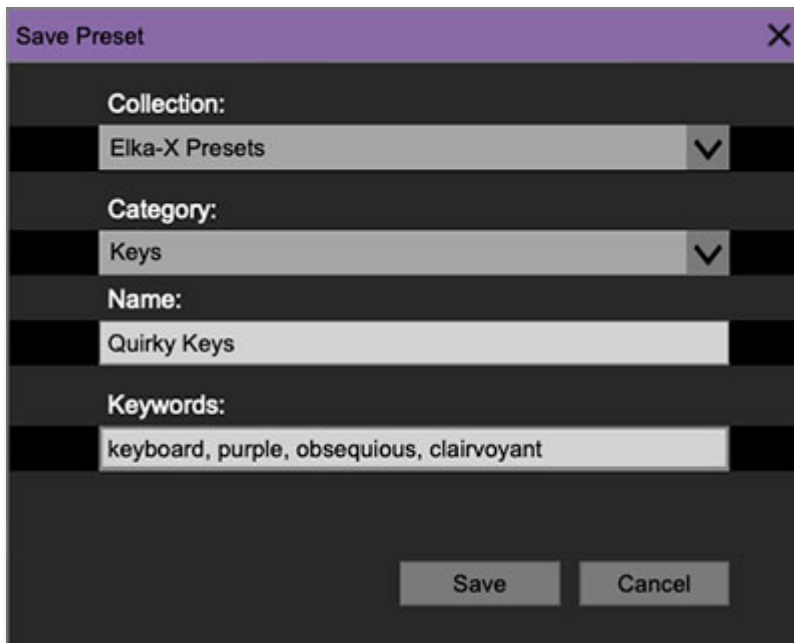 Save Preset
Collection:
Elka-X Presets
Category:
Keys
Name:
Quirky Keys
Keywords:
keyboard, purple, obsequious, clairvoyant
Save Cancel